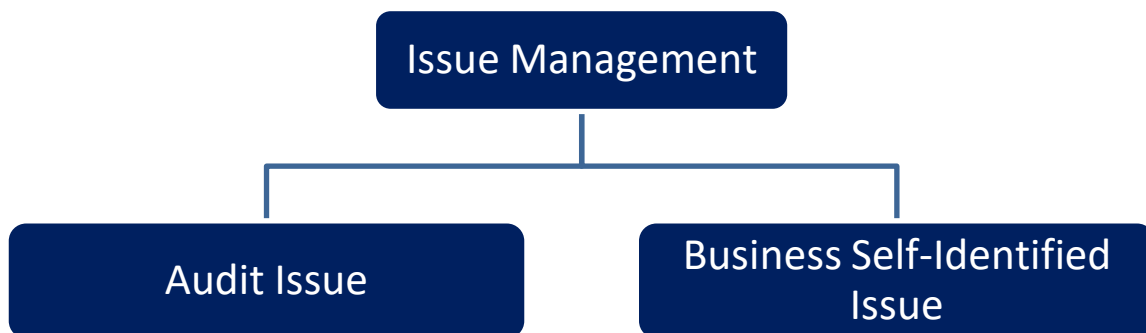 Issue Management
Audit Issue
Business Self-Identified
Issue